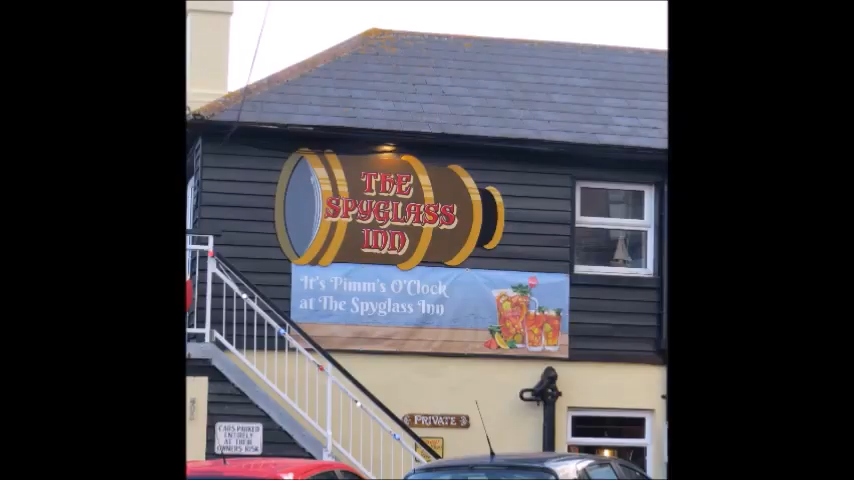 THE
SPYGLASS
INN
It's Pimm's O'Clock
at The Spyglass Inn
PRIVATE
CARS PARKED
ENTIRELY
AT THEIR
OWNERS RISK